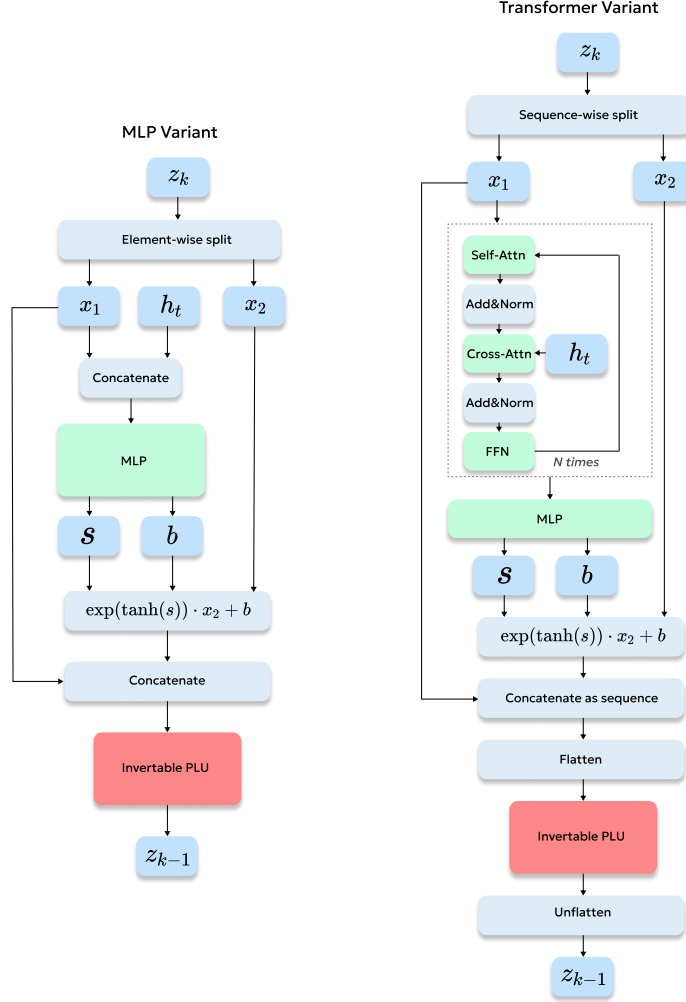 MLP Variant
z_k
Element-wise split
x_1
h_t
x_2
Concatenate
MLP
s
b
exp(tanh(s)) · x_2 + b
Concatenate
Invertable PLU
z_{k−1}
Transformer Variant
z_k
Sequence-wise split
x_1
x_2
Self-Attn
Add&Norm
Cross-Attn
h_t
Add&Norm
FFN
N times
MLP
s
b
exp(tanh(s)) · x_2 + b
Concatenate as sequence
Flatten
Invertable PLU
Unflatten
z_{k−1}